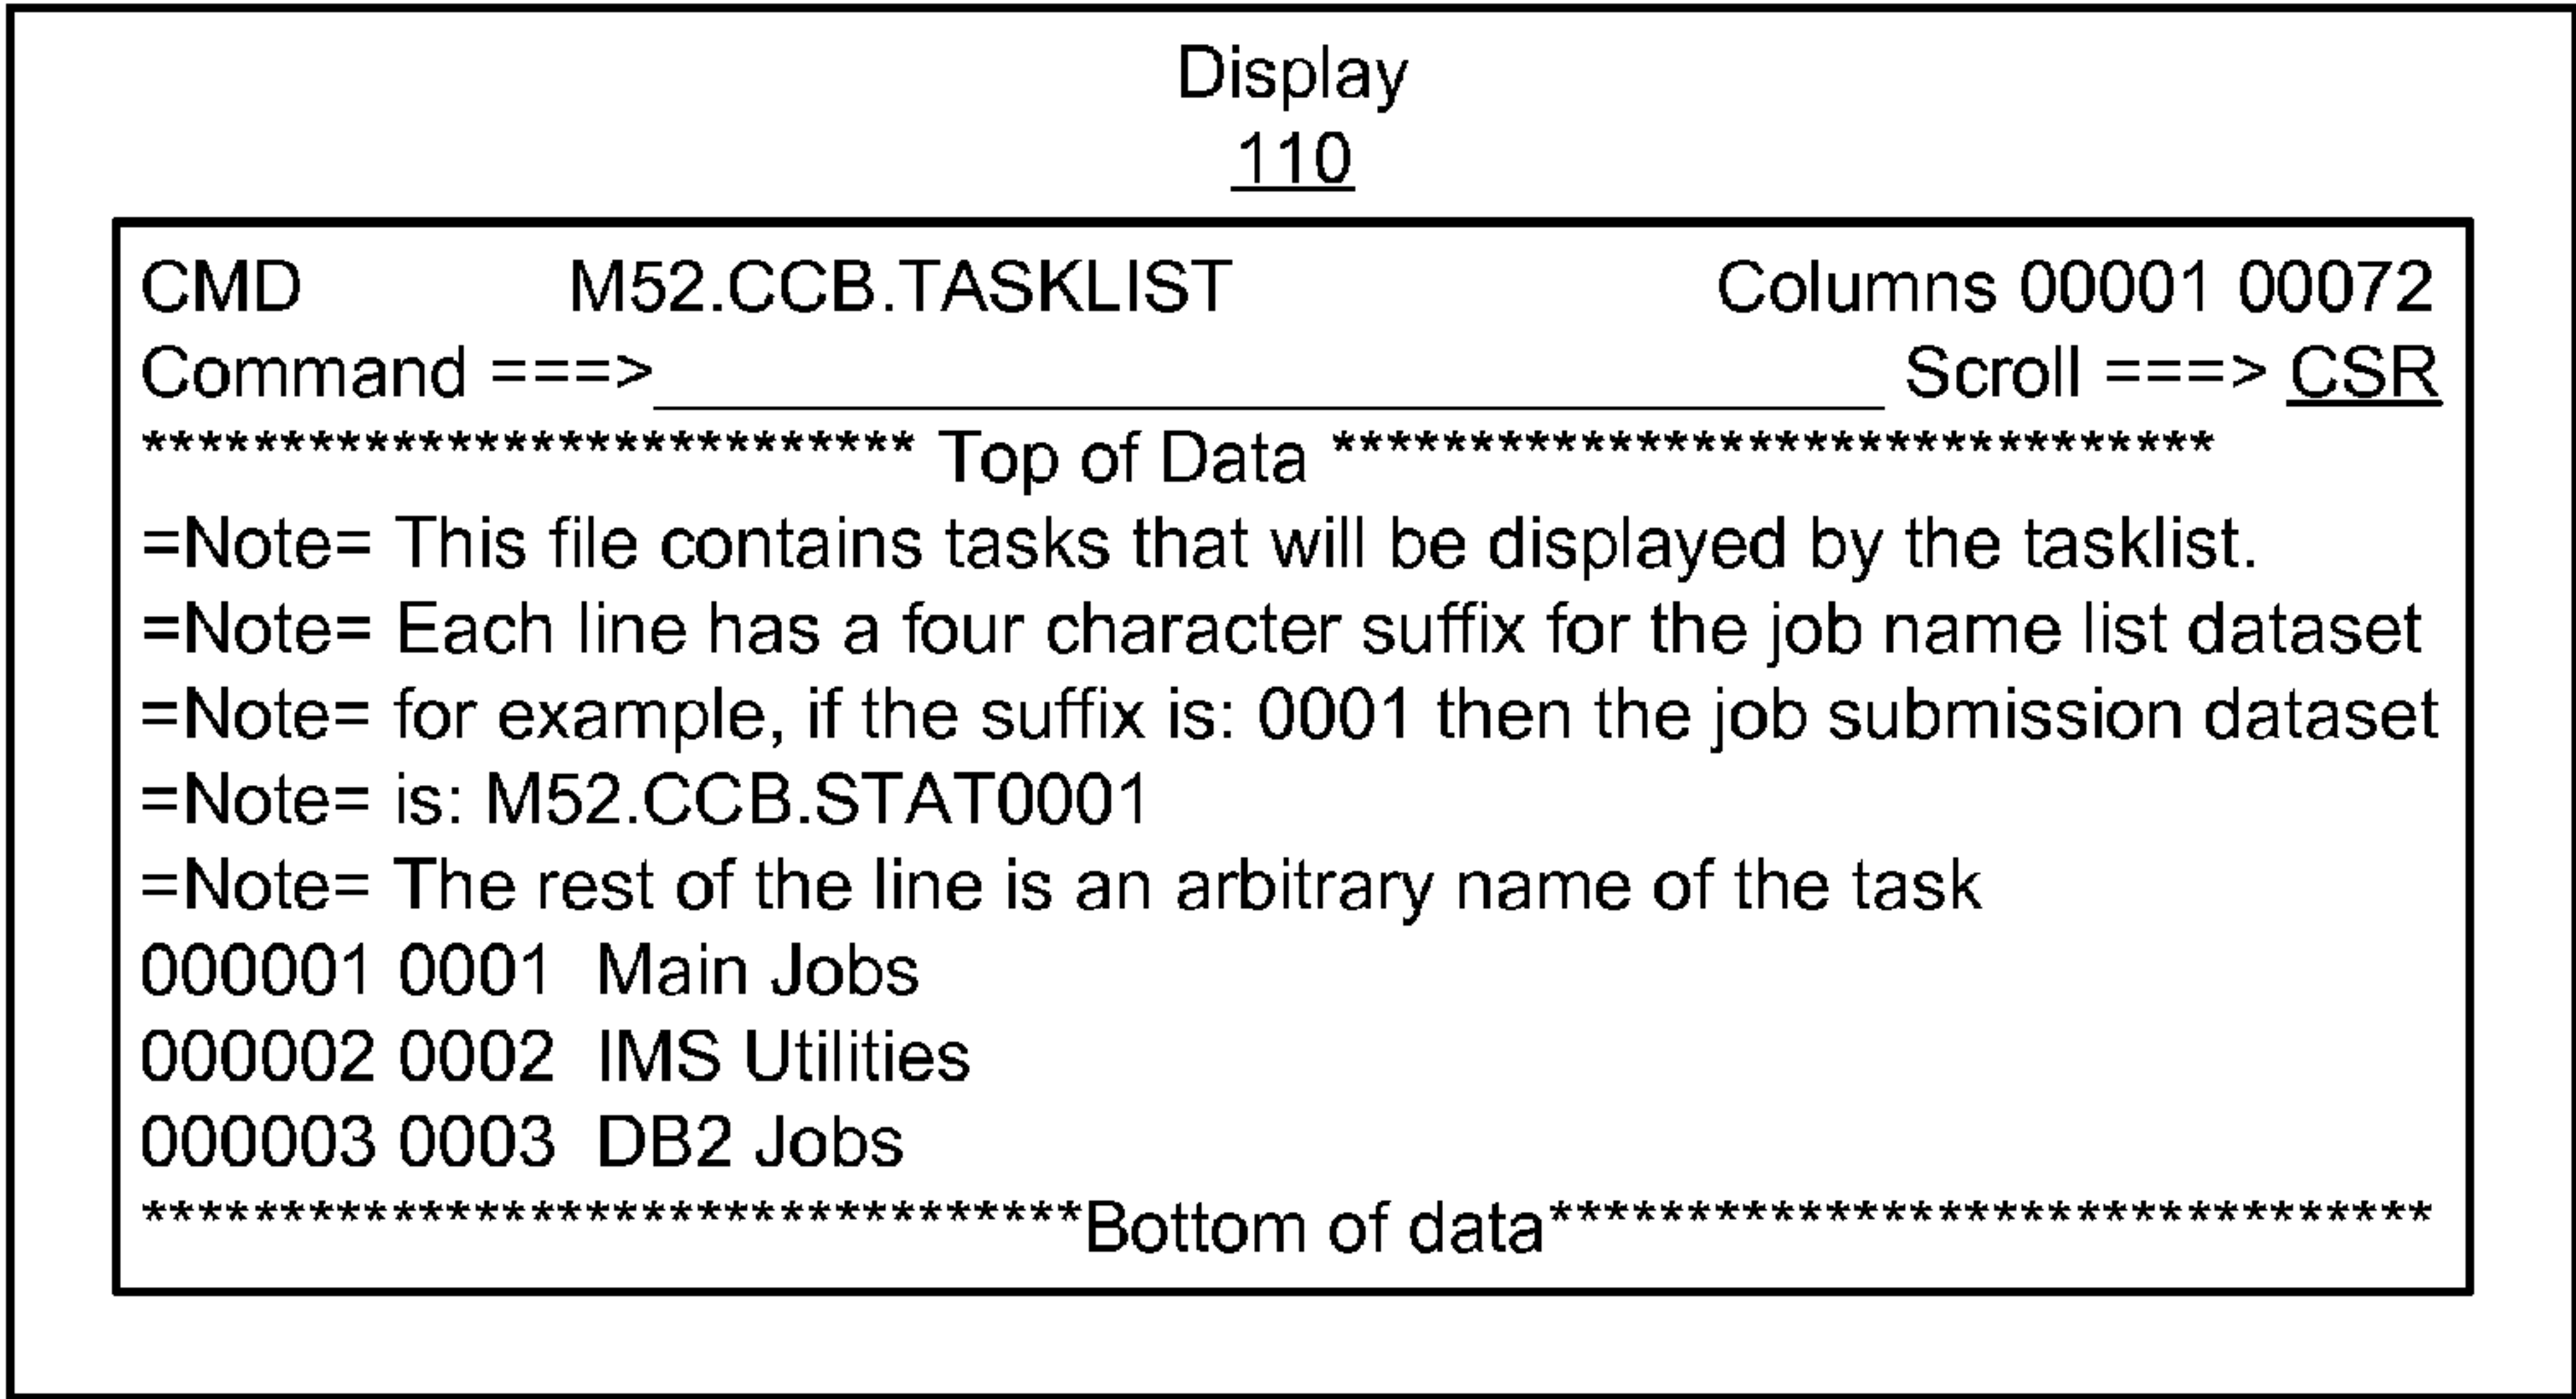 Display
110
CMD M52.CCB.TASKLIST Columns 00001 00072
Command ===>_____________________________ Scroll ===> CSR
**************************** Top of Data ********************************
=Note= This file contains tasks that will be displayed by the tasklist.
=Note= Each line has a four character suffix for the job name list dataset
=Note= for example, if the suffix is: 0001 then the job submission dataset
=Note= is: M52.CCB.STAT0001
=Note= The rest of the line is an arbitrary name of the task
000001 0001 Main Jobs
000002 0002 IMS Utilities
000003 0003 DB2 Jobs
**********************************Bottom of data********************************